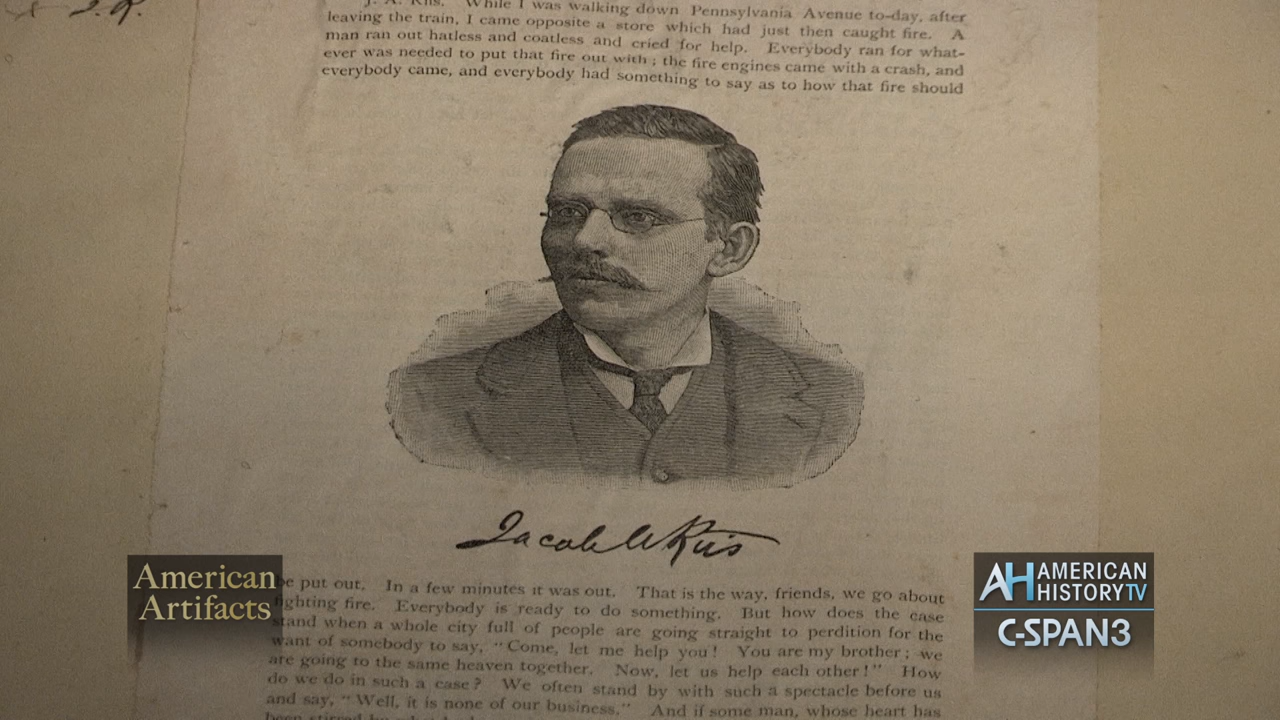 J. A. Riis. While I was walking down Pennsylvania Avenue to-day, after
leaving the train, I came opposite a store which had just then caught fire. A
man ran out hatless and coatless and cried for help. Everybody ran for what-
ever was needed to put that fire out with; the fire engines came with a crash, and
everybody came, and everybody had something to say as to how that fire should
Jacob A Riis
be put out. In a few minutes it was out. That is the way, friends, we go about
fighting fire. Everybody is ready to do something. But how does the case
stand when a whole city full of people are going straight to perdition for the
want of somebody to say, "Come, let me help you! You are my brother; we
are going to the same heaven together. Now, let us help each other!" How
do we do in such a case? We often stand by with such a spectacle before us
and say, "Well, it is none of our business." And if some man, whose heart has
American
Artifacts
AH AMERICAN
HISTORY TV
C-SPAN3